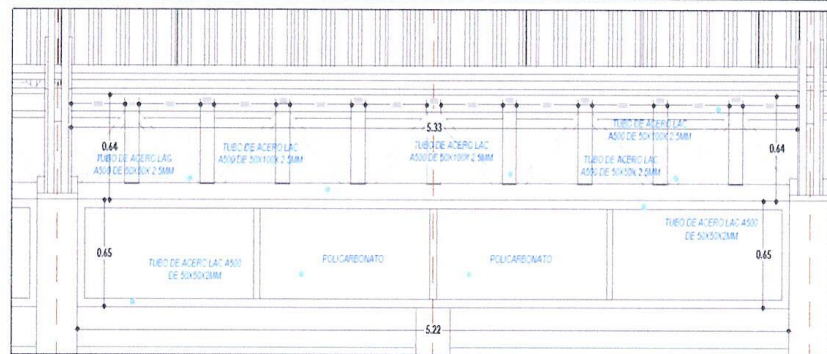 TUBO DE ACERO LAC
A500 DE 50X100X 2.5MM
5.33
0.64
TUBO DE ACERO LAC
A500 DE 50X100X 2.5MM
TUBO DE ACERO LAC
A500 DE 50X100X 2.5MM
0.64
TUBO DE ACERO LAC
A500 DE 50X50X 2.5MM
TUBO DE ACERO LAC
A500 DE 50X50X 2.5MM
TUBO DE ACERO LAC A500
DE 50X50X2MM
0.65
TUBO DE ACERO LAC A500
DE 50X50X2MM
POLICARBONATO
POLICARBONATO
0.65
5.22